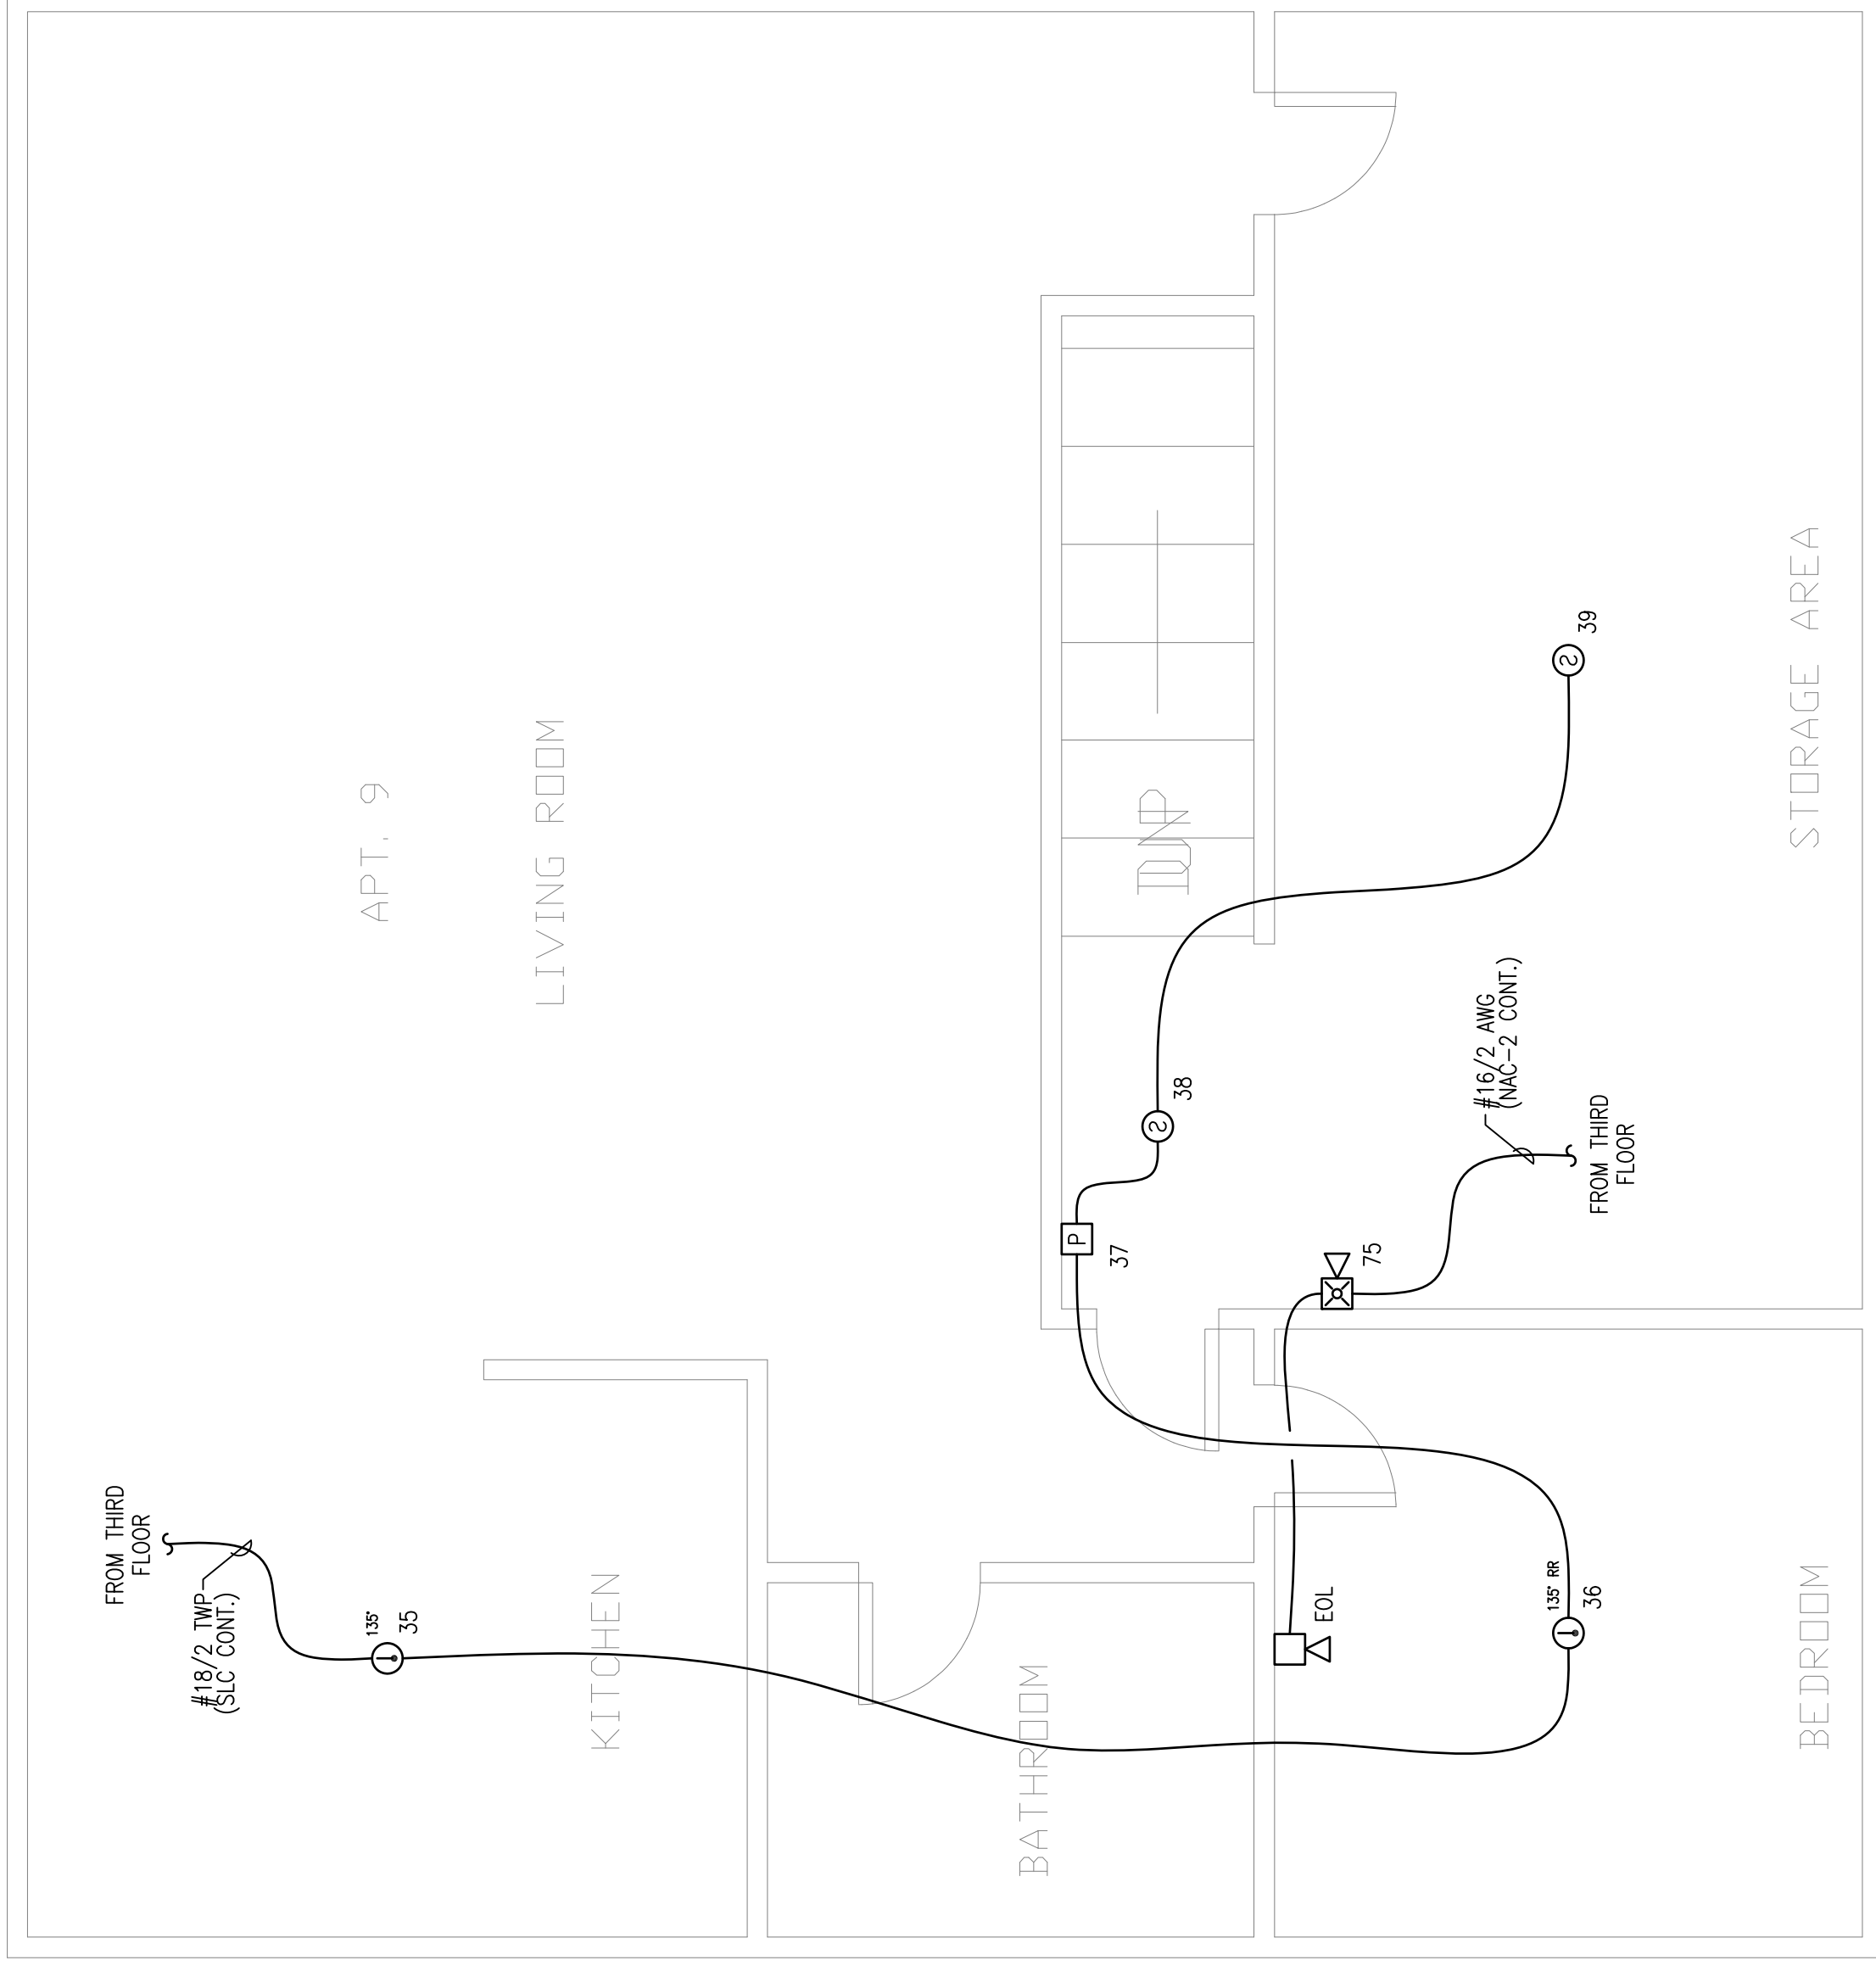 FROM THIRD
FLOOR
#18/2 TWP
(SLC CONT.)
135°
35
APT. 9
LIVING ROOM
KITCHEN
BATHROOM
P
37
DN
UP
S
38
EOL
75
#16/2 AWG
(NAC-2 CONT.)
FROM THIRD
FLOOR
135° RR
36
S
39
STORAGE AREA
BEDROOM